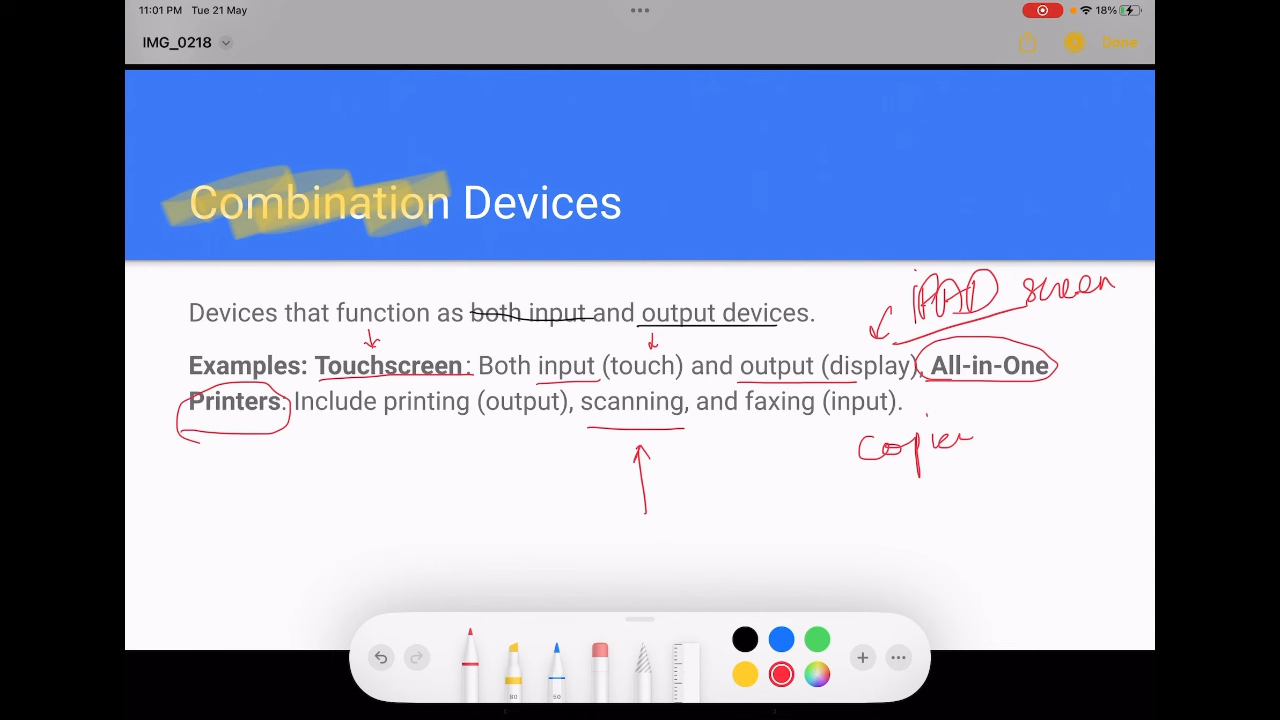 11:01 PM Tue 21 May
18%
IMG_0218
Done
Combination Devices
iPAD screen
Devices that function as both input and output devices.
Examples: Touchscreen: Both input (touch) and output (display), All-in-One
Printers: Include printing (output), scanning, and faxing (input).
copier
80
50